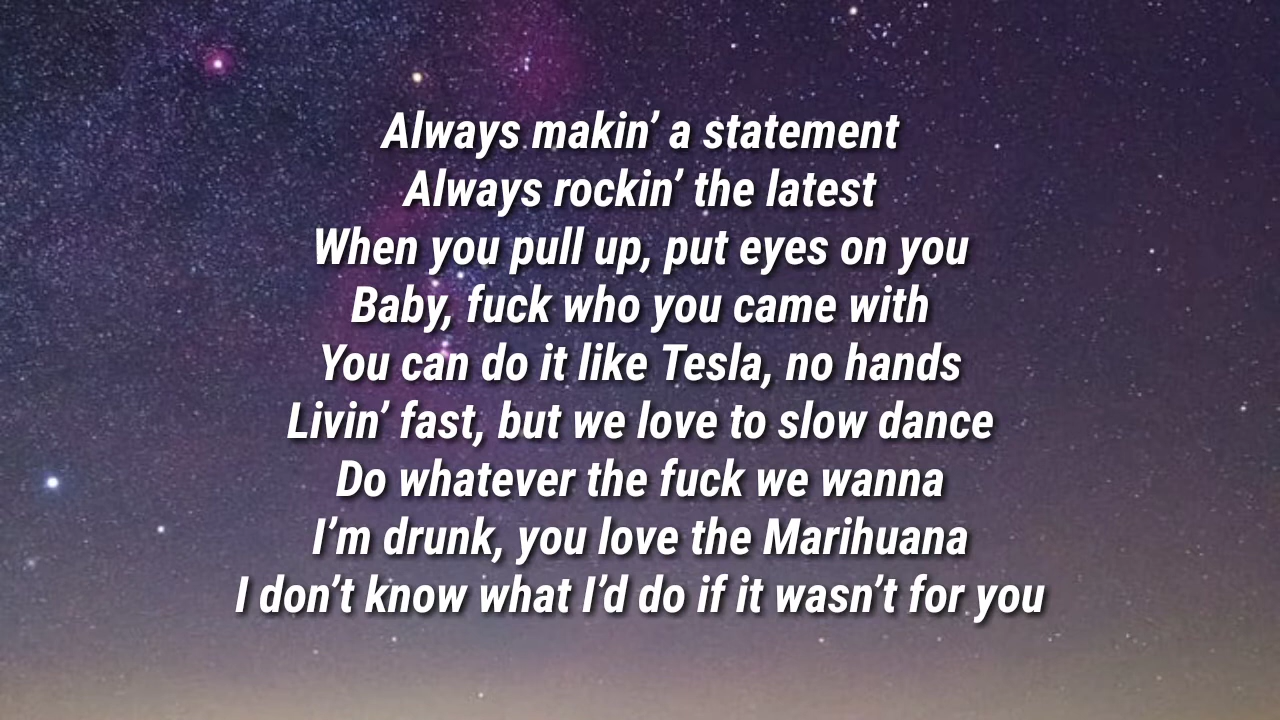 Always makin’ a statement
Always rockin’ the latest
When you pull up, put eyes on you
Baby, fuck who you came with
You can do it like Tesla, no hands
Livin’ fast, but we love to slow dance
Do whatever the fuck we wanna
I’m drunk, you love the Marihuana
I don’t know what I’d do if it wasn’t for you